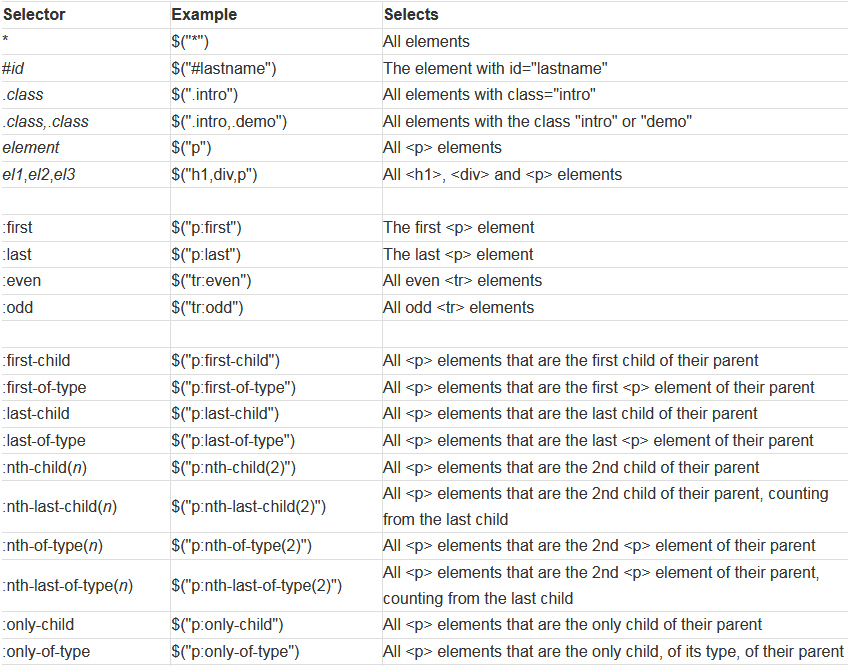 Selector Example Selects
* $("*") All elements
#id $("#lastname") The element with id="lastname"
.class $(".intro") All elements with class="intro"
.class,.class $(".intro,.demo") All elements with the class "intro" or "demo"
element $("p") All <p> elements
el1,el2,el3 $("h1,div,p") All <h1>, <div> and <p> elements
:first $("p:first") The first <p> element
:last $("p:last") The last <p> element
:even $("tr:even") All even <tr> elements
:odd $("tr:odd") All odd <tr> elements
:first-child $("p:first-child") All <p> elements that are the first child of their parent
:first-of-type $("p:first-of-type") All <p> elements that are the first <p> element of their parent
:last-child $("p:last-child") All <p> elements that are the last child of their parent
:last-of-type $("p:last-of-type") All <p> elements that are the last <p> element of their parent
:nth-child(n) $("p:nth-child(2)") All <p> elements that are the 2nd child of their parent
:nth-last-child(n) $("p:nth-last-child(2)") All <p> elements that are the 2nd child of their parent, counting
from the last child
:nth-of-type(n) $("p:nth-of-type(2)") All <p> elements that are the 2nd <p> element of their parent
:nth-last-of-type(n) $("p:nth-last-of-type(2)") All <p> elements that are the 2nd <p> element of their parent,
counting from the last child
:only-child $("p:only-child") All <p> elements that are the only child of their parent
:only-of-type $("p:only-of-type") All <p> elements that are the only child, of its type, of their parent